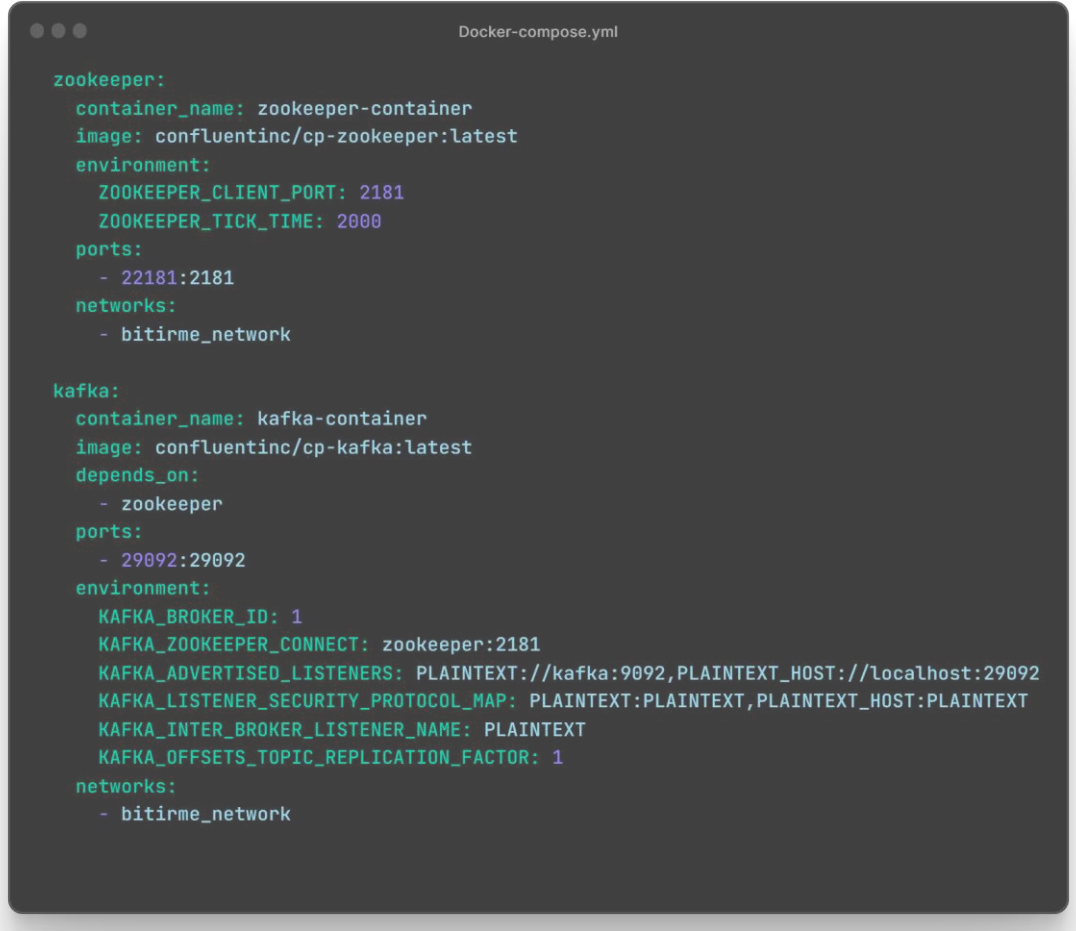 Docker-compose.yml
zookeeper:
  container_name: zookeeper-container
  image: confluentinc/cp-zookeeper:latest
  environment:
    ZOOKEEPER_CLIENT_PORT: 2181
    ZOOKEEPER_TICK_TIME: 2000
  ports:
    - 22181:2181
  networks:
    - bitirme_network

kafka:
  container_name: kafka-container
  image: confluentinc/cp-kafka:latest
  depends_on:
    - zookeeper
  ports:
    - 29092:29092
  environment:
    KAFKA_BROKER_ID: 1
    KAFKA_ZOOKEEPER_CONNECT: zookeeper:2181
    KAFKA_ADVERTISED_LISTENERS: PLAINTEXT://kafka:9092,PLAINTEXT_HOST://localhost:29092
    KAFKA_LISTENER_SECURITY_PROTOCOL_MAP: PLAINTEXT:PLAINTEXT,PLAINTEXT_HOST:PLAINTEXT
    KAFKA_INTER_BROKER_LISTENER_NAME: PLAINTEXT
    KAFKA_OFFSETS_TOPIC_REPLICATION_FACTOR: 1
  networks:
    - bitirme_network